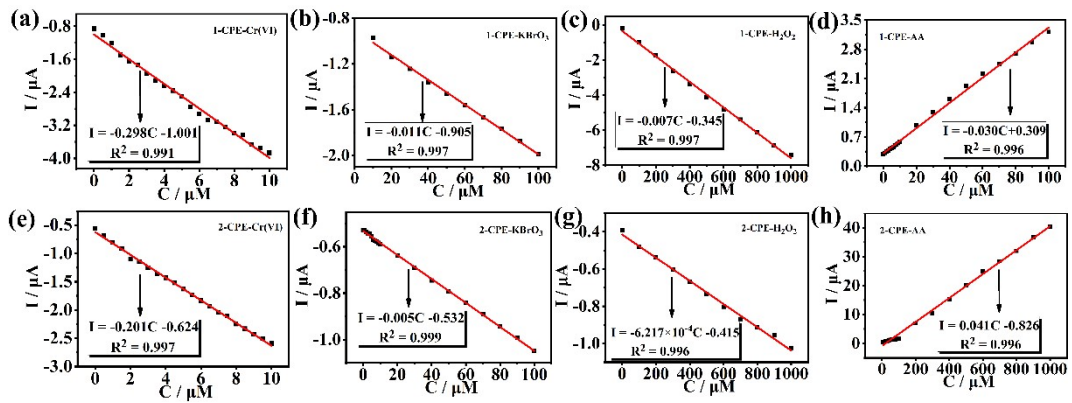 (a)
1-CPE-Cr(VI)
I / μA
-0.8
-1.6
-2.4
-3.2
-4.0
I = -0.298C -1.001
R² = 0.991
0 2 4 6 8 10
C / μM
(b)
1-CPE-KBrO₃
I / μA
-1.0
-1.5
-2.0
I = -0.011C -0.905
R² = 0.997
0 20 40 60 80 100
C / μM
(c)
1-CPE-H₂O₂
I / μA
0
-2
-4
-6
-8
I = -0.007C -0.345
R² = 0.997
0 200 400 600 800 1000
C / μM
(d)
1-CPE-AA
I / μA
3.5
2.8
2.1
1.4
0.7
0.0
I = -0.030C+0.309
R² = 0.996
0 20 40 60 80 100
C / μM
(e)
2-CPE-Cr(VI)
I / μA
-0.5
-1.0
-1.5
-2.0
-2.5
-3.0
I = -0.201C -0.624
R² = 0.997
0 2 4 6 8 10
C / μM
(f)
2-CPE-KBrO₃
I / μA
-0.6
-0.8
-1.0
I = -0.005C -0.532
R² = 0.999
0 20 40 60 80 100
C / μM
(g)
2-CPE-H₂O₂
I / μA
-0.4
-0.6
-0.8
-1.0
I = -6.217×10⁻⁴C -0.415
R² = 0.996
0 200 400 600 800 1000
C / μM
(h)
2-CPE-AA
I / μA
40
30
20
10
0
I = 0.041C -0.826
R² = 0.996
0 200 400 600 800 1000
C / μM